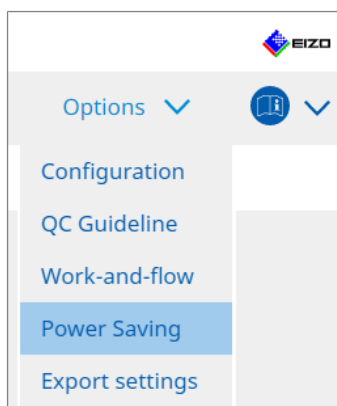 EIZO
Options
Configuration
QC Guideline
Work-and-flow
Power Saving
Export settings